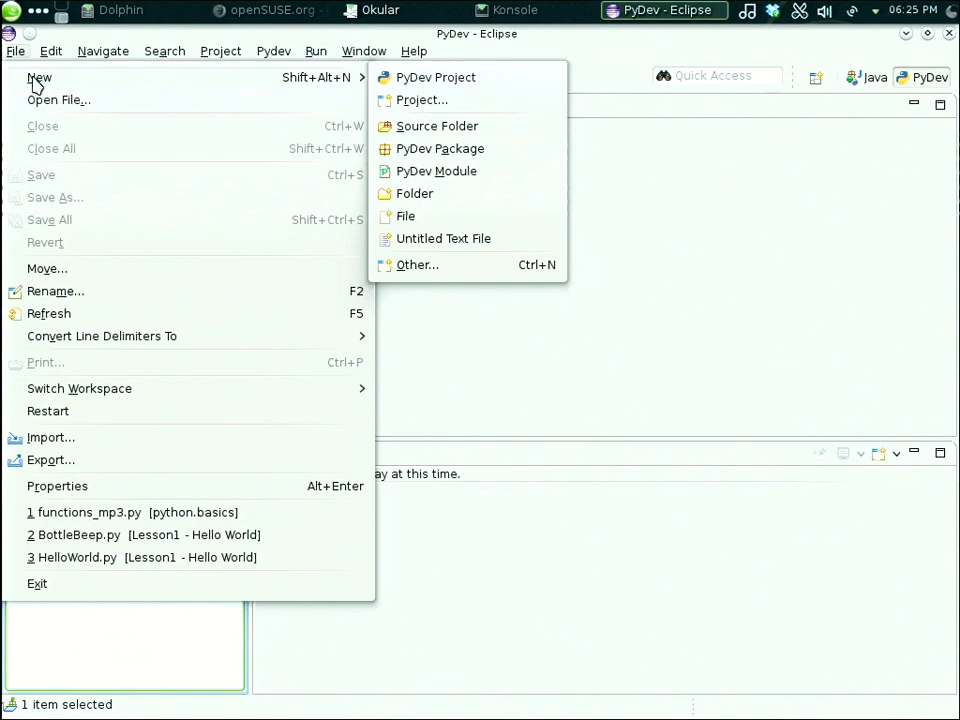 Dolphin openSUSE.org - Okular Konsole PyDev - Eclipse 06:25 PM
PyDev - Eclipse
File Edit Navigate Search Project Pydev Run Window Help
New Shift+Alt+N
Open File...
Close Ctrl+W
Close All Shift+Ctrl+W
Save Ctrl+S
Save As...
Save All Shift+Ctrl+S
Revert
Move...
Rename... F2
Refresh F5
Convert Line Delimiters To
Print... Ctrl+P
Switch Workspace
Restart
Import...
Export...
Properties Alt+Enter
1 functions_mp3.py [python.basics]
2 BottleBeep.py [Lesson1 - Hello World]
3 HelloWorld.py [Lesson1 - Hello World]
Exit
PyDev Project
Project...
Source Folder
PyDev Package
PyDev Module
Folder
File
Untitled Text File
Other... Ctrl+N
Quick Access
Java
PyDev
ay at this time.
1 item selected